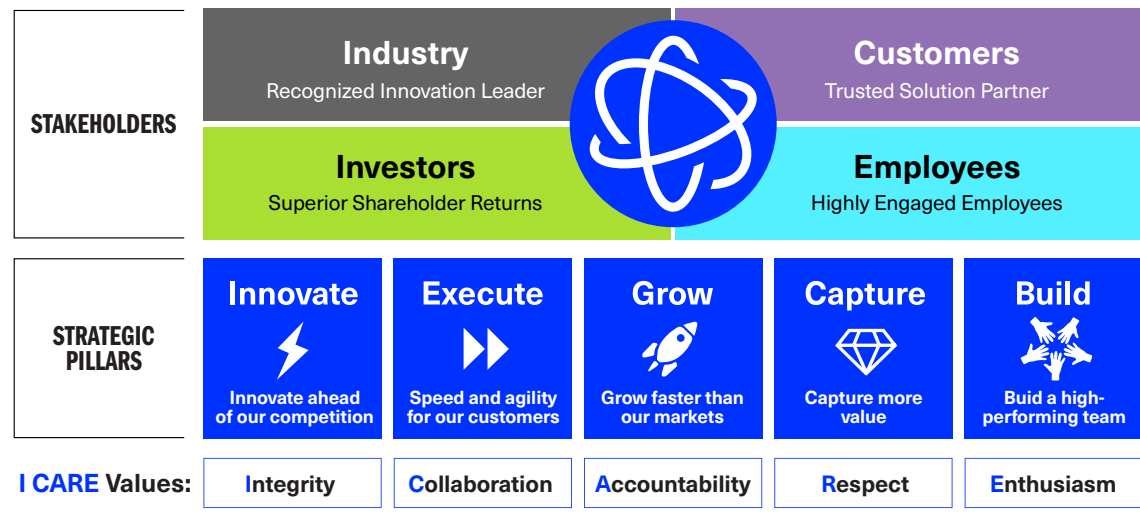 STAKEHOLDERS
Industry
Recognized Innovation Leader
Customers
Trusted Solution Partner
Investors
Superior Shareholder Returns
Employees
Highly Engaged Employees
STRATEGIC
PILLARS
Innovate
Innovate ahead
of our competition
Execute
Speed and agility
for our customers
Grow
Grow faster than
our markets
Capture
Capture more
value
Build
Buid a high-
performing team
I CARE Values:
Integrity
Collaboration
Accountability
Respect
Enthusiasm